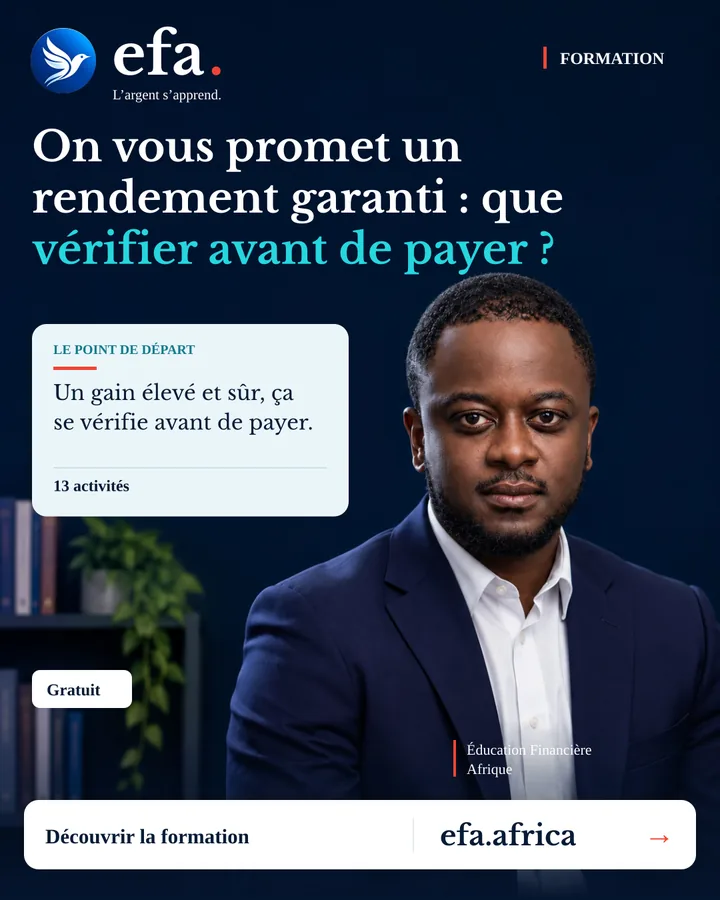 efa.
L’argent s’apprend.
FORMATION
On vous promet un
rendement garanti : que
vérifier avant de payer ?
LE POINT DE DÉPART
Un gain élevé et sûr, ça
se vérifie avant de payer.
13 activités
Gratuit
Éducation Financière
Afrique
Découvrir la formation
efa.africa →